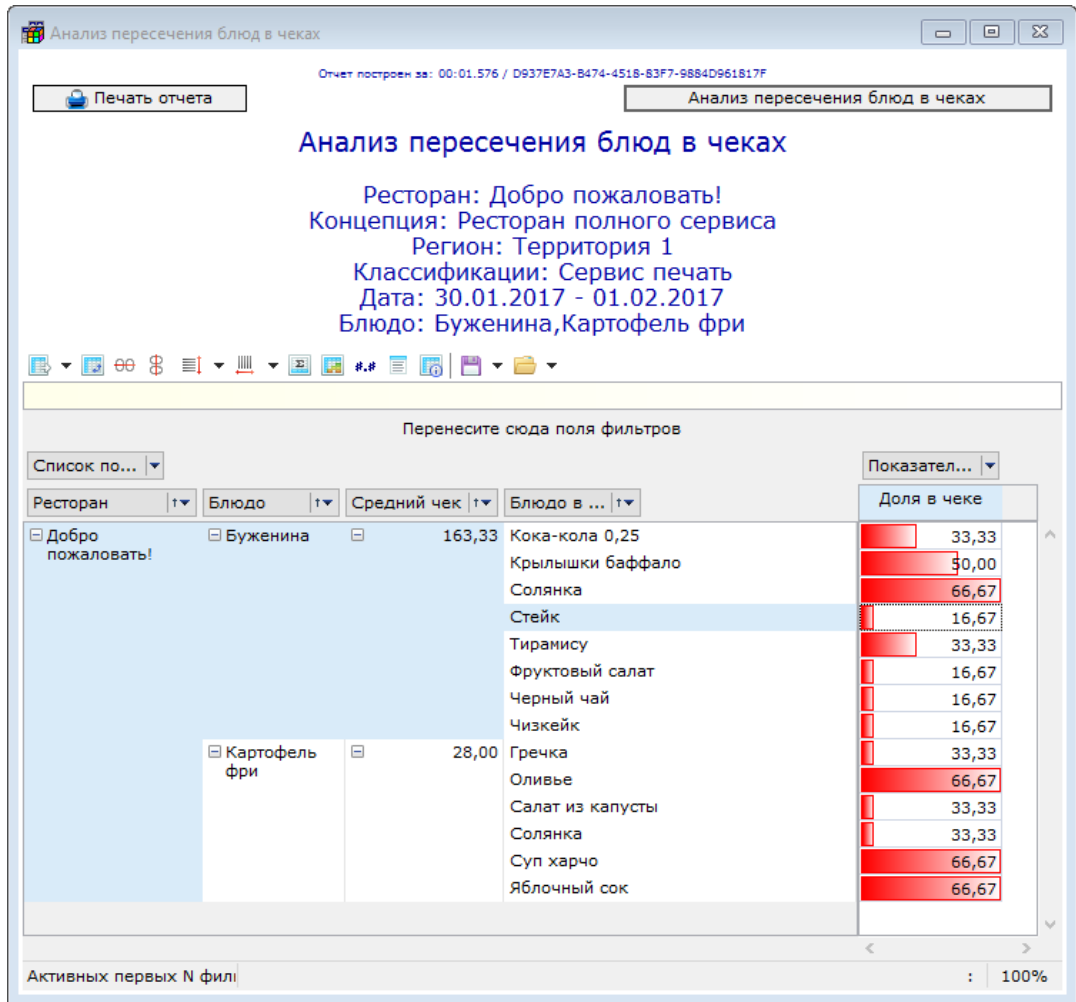 Анализ пересечения блюд в чеках
Отчет построен за: 00:01.576 / D937E7A3-B474-4518-83F7-9884D961817F
Печать отчета
Анализ пересечения блюд в чеках
Анализ пересечения блюд в чеках
Ресторан: Добро пожаловать!
Концепция: Ресторан полного сервиса
Регион: Территория 1
Классификации: Сервис печать
Дата: 30.01.2017 - 01.02.2017
Блюдо: Буженина,Картофель фри
#.#
Перенесите сюда поля фильтров
Список по... Показател...
Ресторан Блюдо Средний чек Блюдо в ... Доля в чеке
Добро Буженина 163,33 Кока-кола 0,25 33,33
пожаловать!
Крылышки баффало 50,00
Солянка 66,67
Стейк 16,67
Тирамису 33,33
Фруктовый салат 16,67
Черный чай 16,67
Чизкейк 16,67
Картофель 28,00 Гречка 33,33
фри
Оливье 66,67
Салат из капусты 33,33
Солянка 33,33
Суп харчо 66,67
Яблочный сок 66,67
Активных первых N фил : 100%